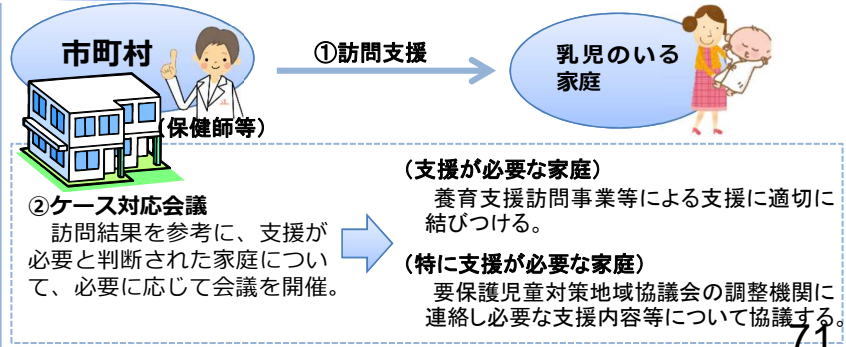 市町村
(保健師等)
①訪問支援
乳児のいる
家庭
②ケース対応会議
訪問結果を参考に、支援が
必要と判断された家庭につい
て、必要に応じて会議を開催。
(支援が必要な家庭)
養育支援訪問事業等による支援に適切に
結びつける。
(特に支援が必要な家庭)
要保護児童対策地域協議会の調整機関に
連絡し必要な支援内容等について協議する。
71